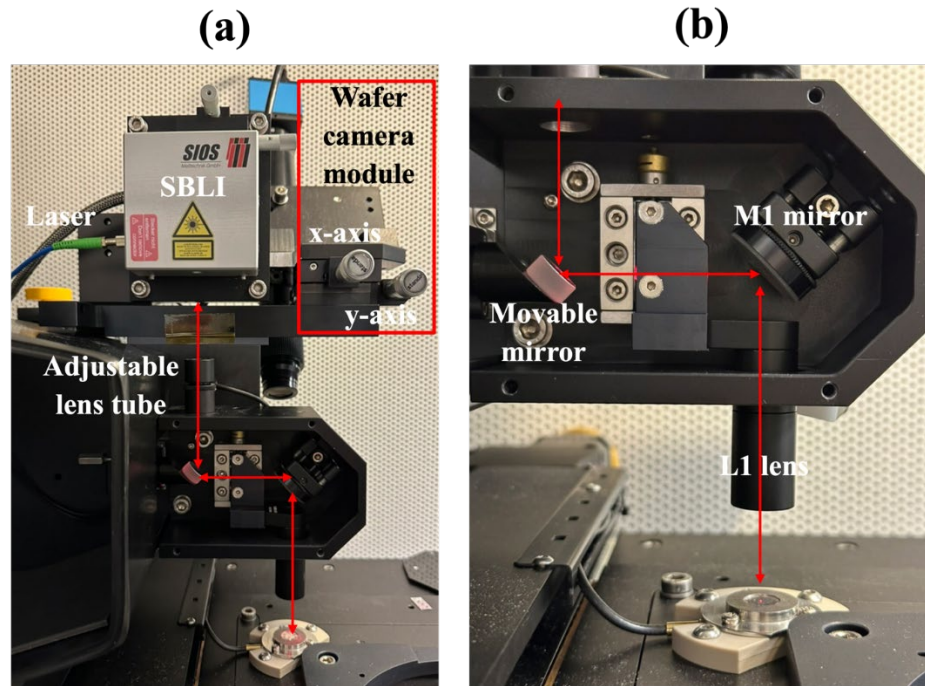 (a)
(b)
Wafer
camera
module
SIOS
SBLI
Laser
x-axis
y-axis
Adjustable
lens tube
M1 mirror
Movable
mirror
L1 lens